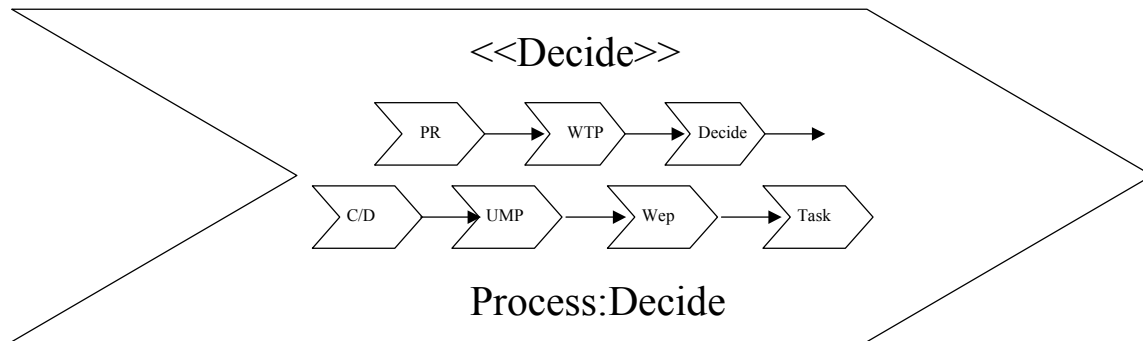 <<Decide>>
PR WTP Decide
C/D UMP Wep Task
Process:Decide